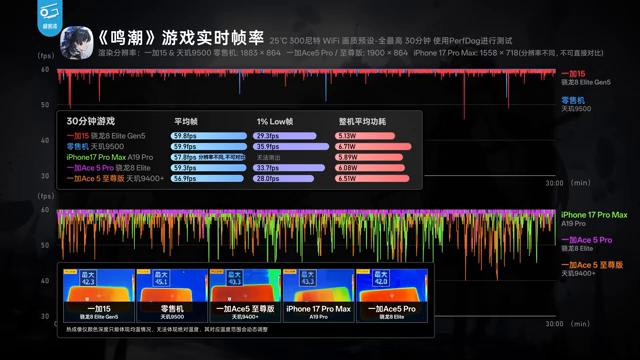 极客湾
《鸣潮》游戏实时帧率
25℃ 300尼特 WiFi 画质预设-全最高 30分钟 使用PerfDog进行测试
渲染分辨率：一加15 & 天玑9500 零售机: 1883 × 864 一加Ace5 Pro / 至尊版: 1900 × 864 iPhone 17 Pro Max: 1558 × 718(分辨率不同, 不可直接对比)
(fps)
60
50
40
30
一加15
骁龙8 Elite Gen5
零售机
天玑9500
30分钟游戏 平均帧 1% Low帧 整机平均功耗
一加15 骁龙8 Elite Gen5 59.8fps 29.3fps 5.13W
零售机 天玑9500 59.9fps 35.9fps 6.71W
iPhone17 Pro Max A19 Pro 57.8fps 分辨率不同,不可对比 无法测出 5.89W
一加Ace 5 Pro 骁龙8 Elite 59.3fps 33.7fps 6.08W
一加Ace 5 至尊版 天玑9400+ 56.9fps 28.0fps 6.51W
30:00 (min)
(fps)
60
50
40
30
iPhone 17 Pro Max
A19 Pro
一加Ace 5 Pro
骁龙8 Elite
一加Ace 5 至尊版
天玑9400+
最大 42.3
最大 45.1
最大 43.3
最大 42.0
一加15
骁龙8 Elite Gen5
零售机
天玑9500
一加Ace5 至尊版
天玑9400+
iPhone 17 Pro Max
A19 Pro
一加Ace5 Pro
骁龙8 Elite
热成像仅颜色深度只能体现均温情况, 无法体现绝对温度, 其对应温度范围会动态调整
30:00 (min)